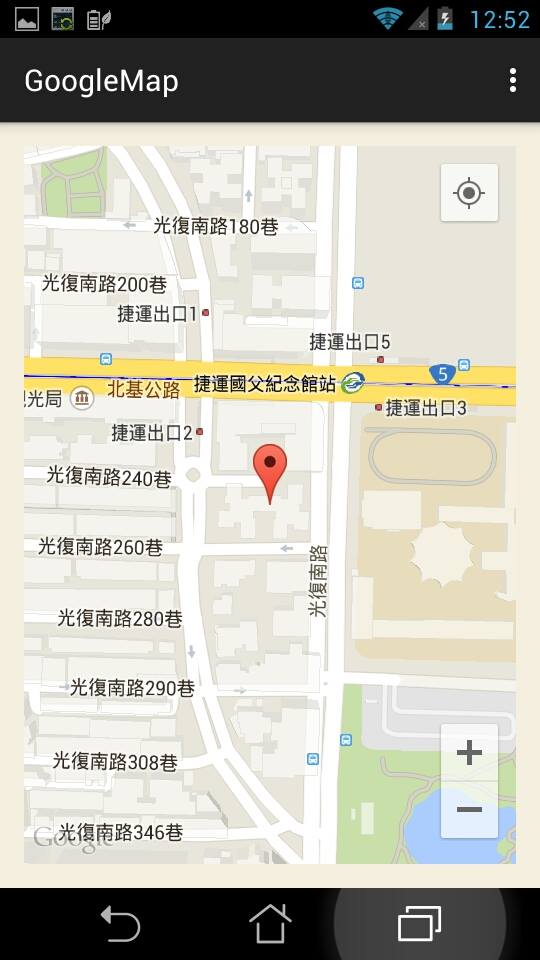 12:52
GoogleMap
光復南路180巷
光復南路200巷
捷運出口1
捷運出口5
5
捷運國父紀念館站
北基公路
光局
捷運出口3
捷運出口2
光復南路240巷
光復南路260巷
光復南路
光復南路280巷
光復南路290巷
光復南路308巷
光復南路346巷
Google